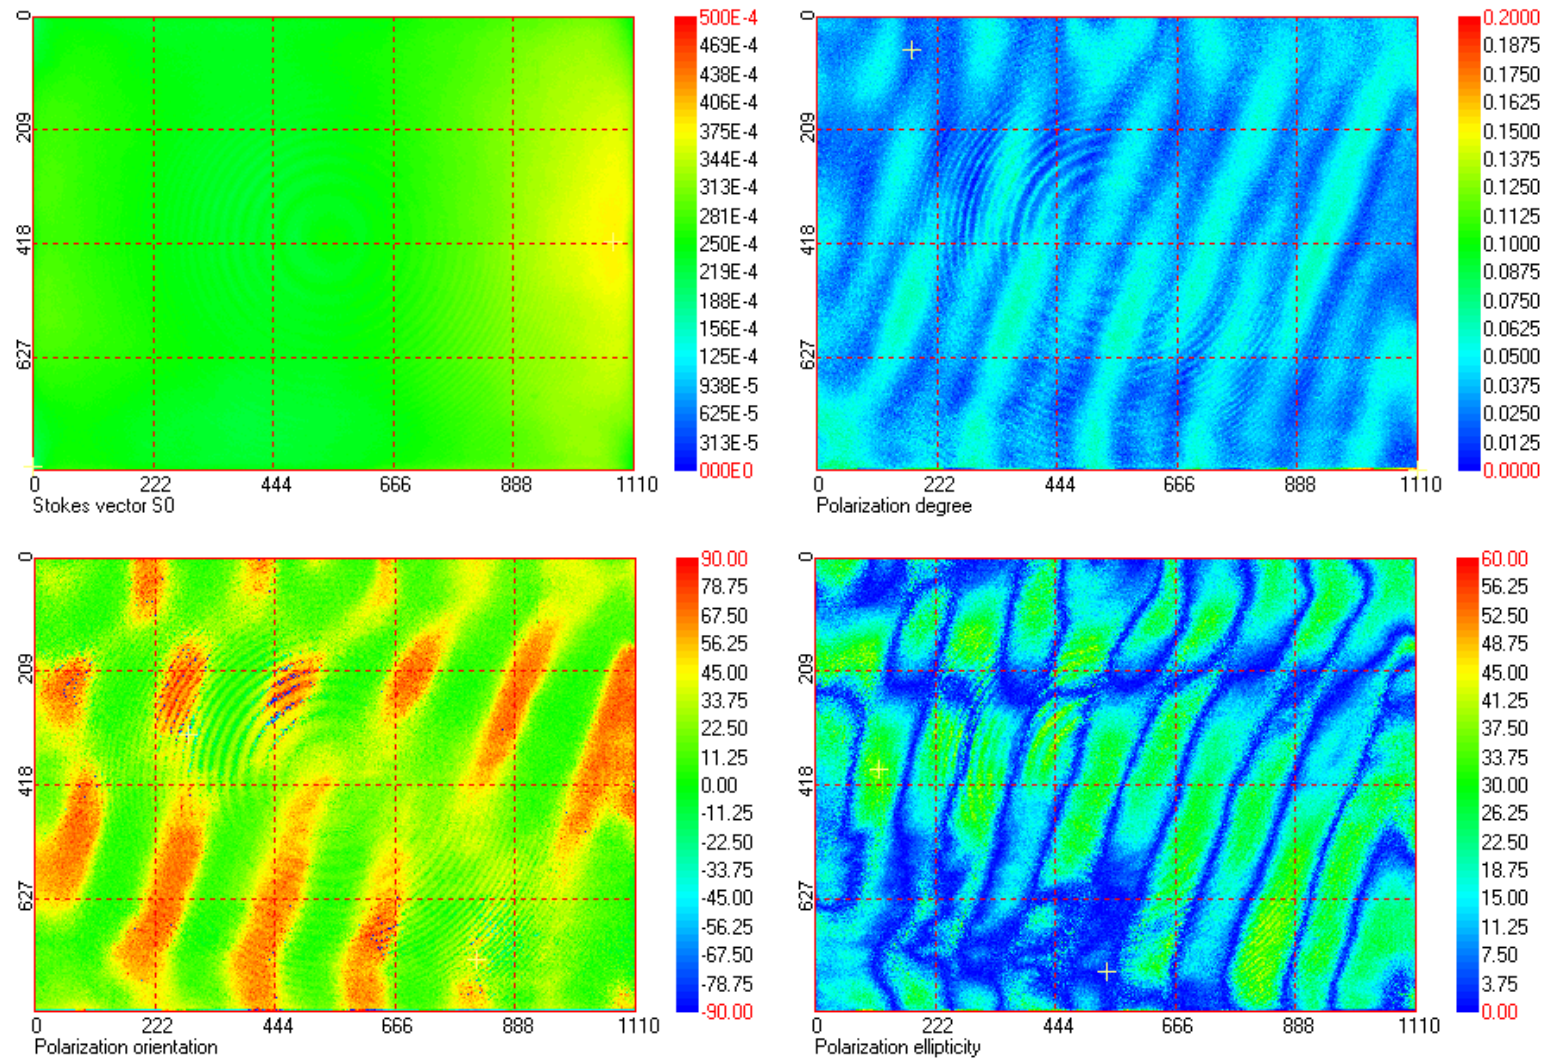 0
209
418
627
0 222 444 666 888 1110
Stokes vector S0
500E-4
469E-4
438E-4
406E-4
375E-4
344E-4
313E-4
281E-4
250E-4
219E-4
188E-4
156E-4
125E-4
938E-5
625E-5
313E-5
000E0
0
209
418
627
0 222 444 666 888 1110
Polarization degree
0.2000
0.1875
0.1750
0.1625
0.1500
0.1375
0.1250
0.1125
0.1000
0.0875
0.0750
0.0625
0.0500
0.0375
0.0250
0.0125
0.0000
0
209
418
627
0 222 444 666 888 1110
Polarization orientation
90.00
78.75
67.50
56.25
45.00
33.75
22.50
11.25
0.00
-11.25
-22.50
-33.75
-45.00
-56.25
-67.50
-78.75
-90.00
0
209
418
627
0 222 444 666 888 1110
Polarization ellipticity
60.00
56.25
52.50
48.75
45.00
41.25
37.50
33.75
30.00
26.25
22.50
18.75
15.00
11.25
7.50
3.75
0.00